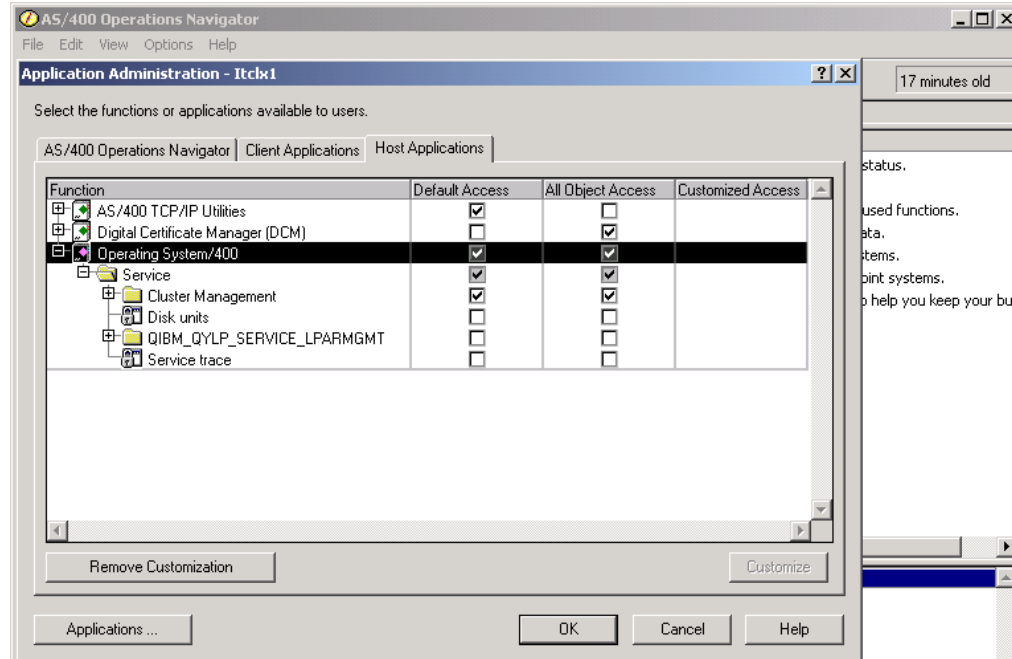 AS/400 Operations Navigator
File Edit View Options Help
Application Administration - Itclx1
17 minutes old
Select the functions or applications available to users.
AS/400 Operations Navigator Client Applications Host Applications
Function Default Access All Object Access Customized Access
AS/400 TCP/IP Utilities
Digital Certificate Manager (DCM)
Operating System/400
Service
Cluster Management
Disk units
QIBM_QYLP_SERVICE_LPARMGMT
Service trace
status.
used functions.
ata.
stems.
oint systems.
help you keep your bu
Remove Customization Customize
Applications ... OK Cancel Help